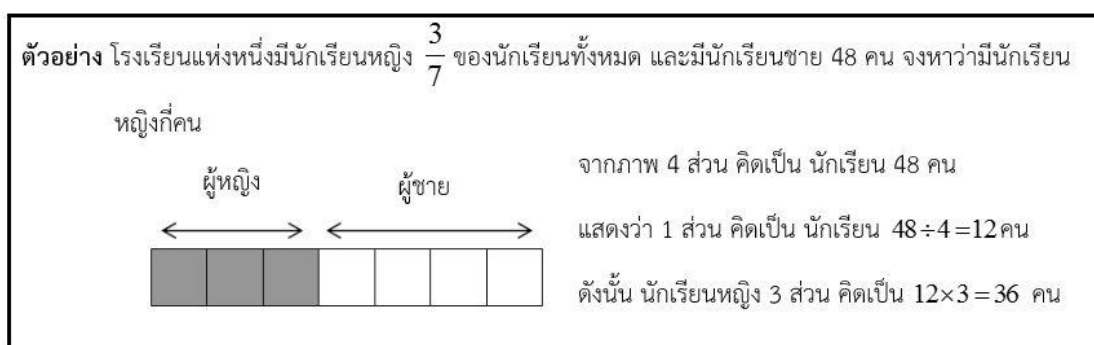 ตัวอย่าง โรงเรียนแห่งหนึ่งมีนักเรียนหญิง 3/7 ของนักเรียนทั้งหมด และมีนักเรียนชาย 48 คน จงหาว่ามีนักเรียน
หญิงกี่คน
ผู้หญิง ผู้ชาย
จากภาพ 4 ส่วน คิดเป็น นักเรียน 48 คน
แสดงว่า 1 ส่วน คิดเป็น นักเรียน 48÷4=12คน
ดังนั้น นักเรียนหญิง 3 ส่วน คิดเป็น 12×3=36 คน